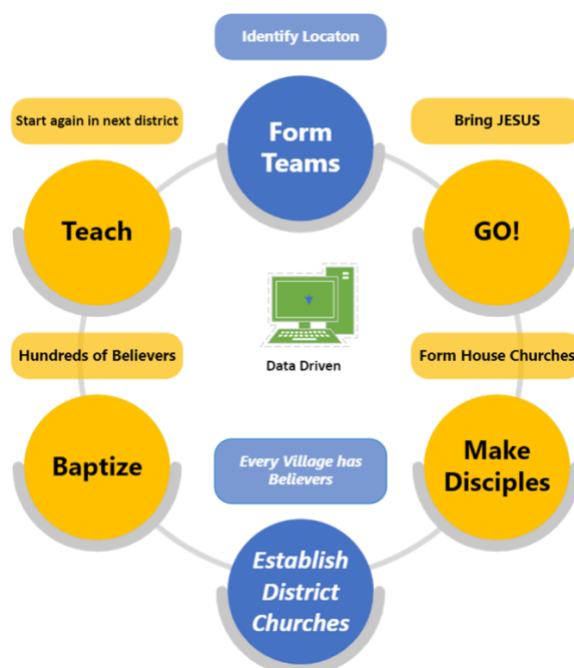 Identify Locaton
Form
Teams
Bring JESUS
GO!
Form House Churches
Make
Disciples
Every Village has
Believers
Establish
District
Churches
Hundreds of Believers
Baptize
Start again in next district
Teach
Data Driven